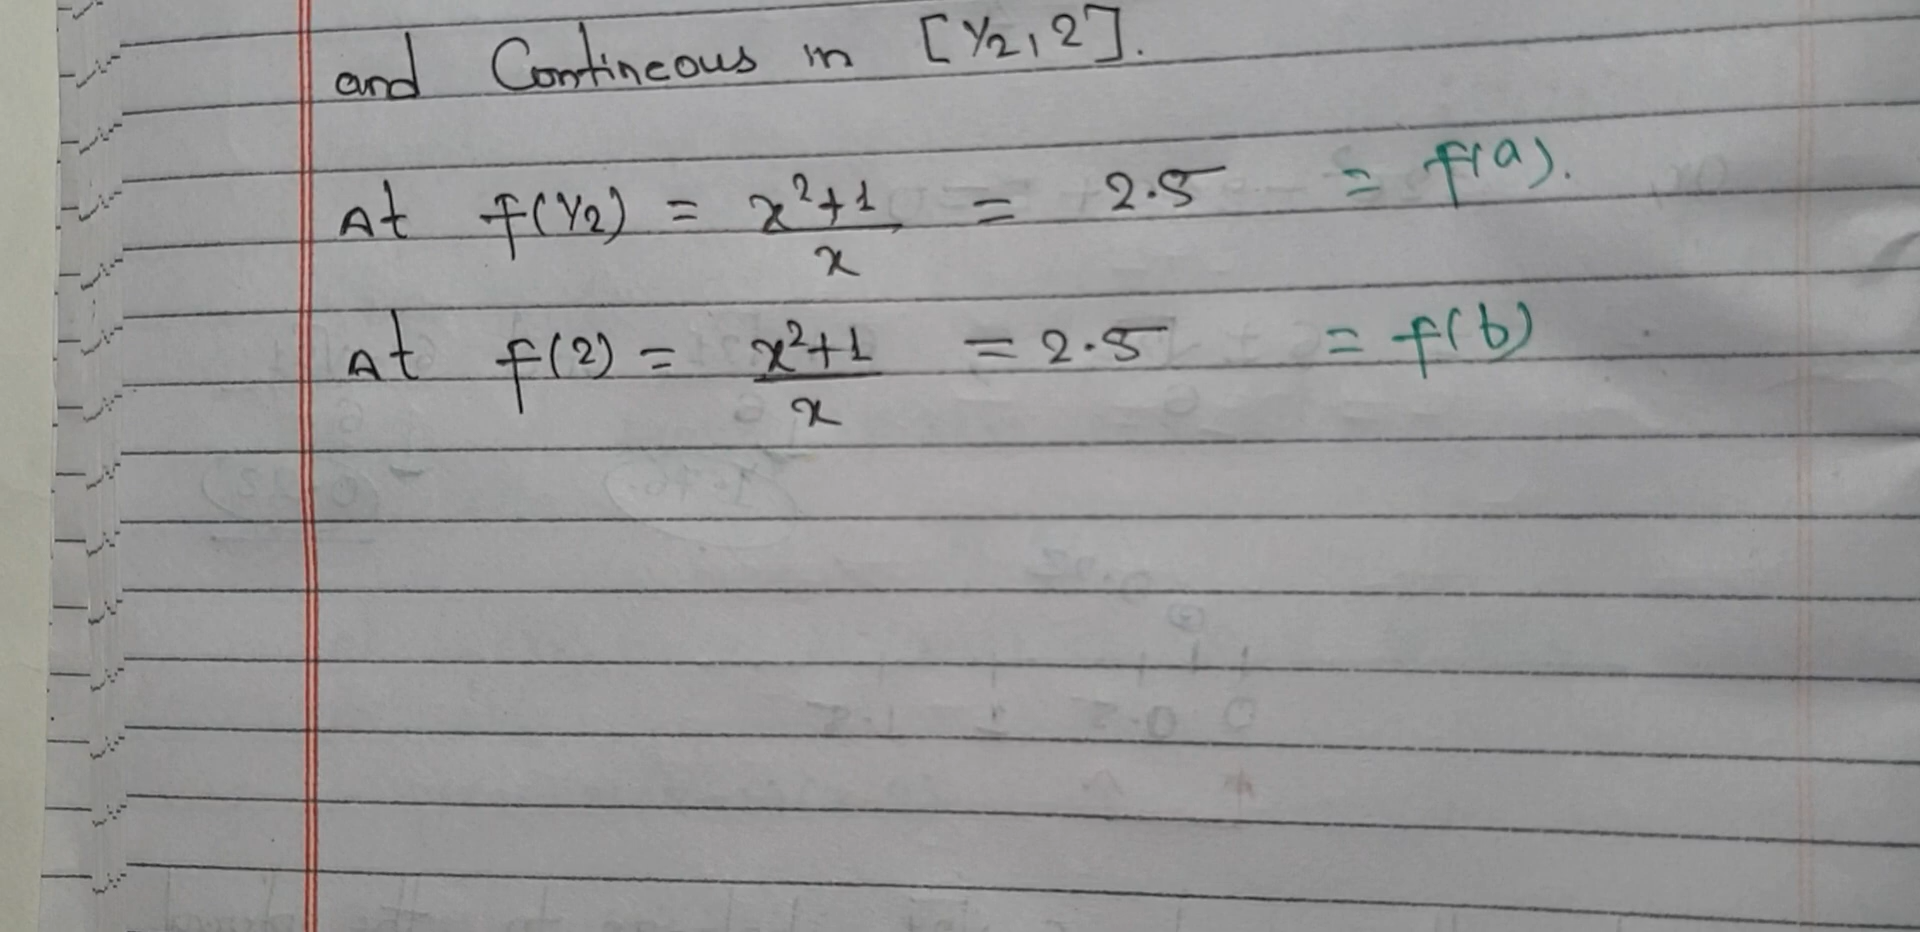 and Contineous in [1/2, 2].
At f(1/2) = x²+1/x = 2.5 = f(a).
At f(2) = x²+1/x = 2.5 = f(b)